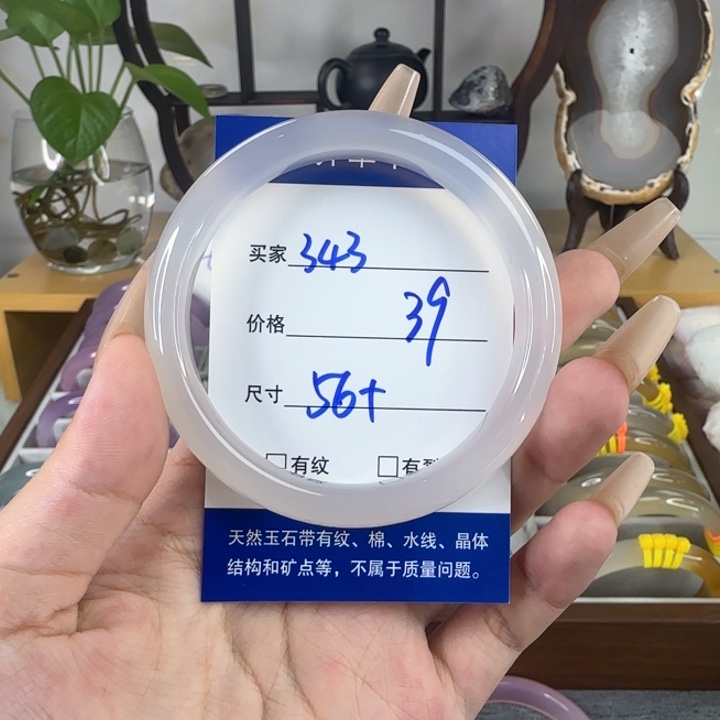 买家 343
价格 39
尺寸 56+
□有纹 □有
天然玉石带有纹、棉、水线、晶体
结构和矿点等，不属于质量问题。